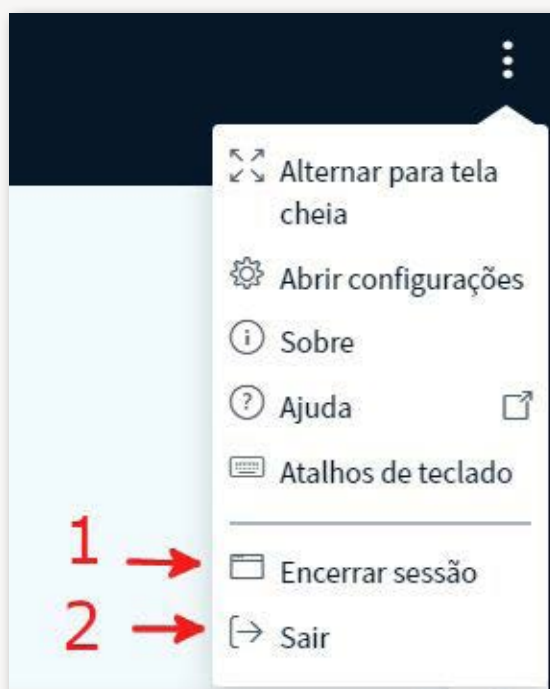 Alternar para tela
cheia
Abrir configurações
Sobre
Ajuda
Atalhos de teclado
1
Encerrar sessão
2
Sair